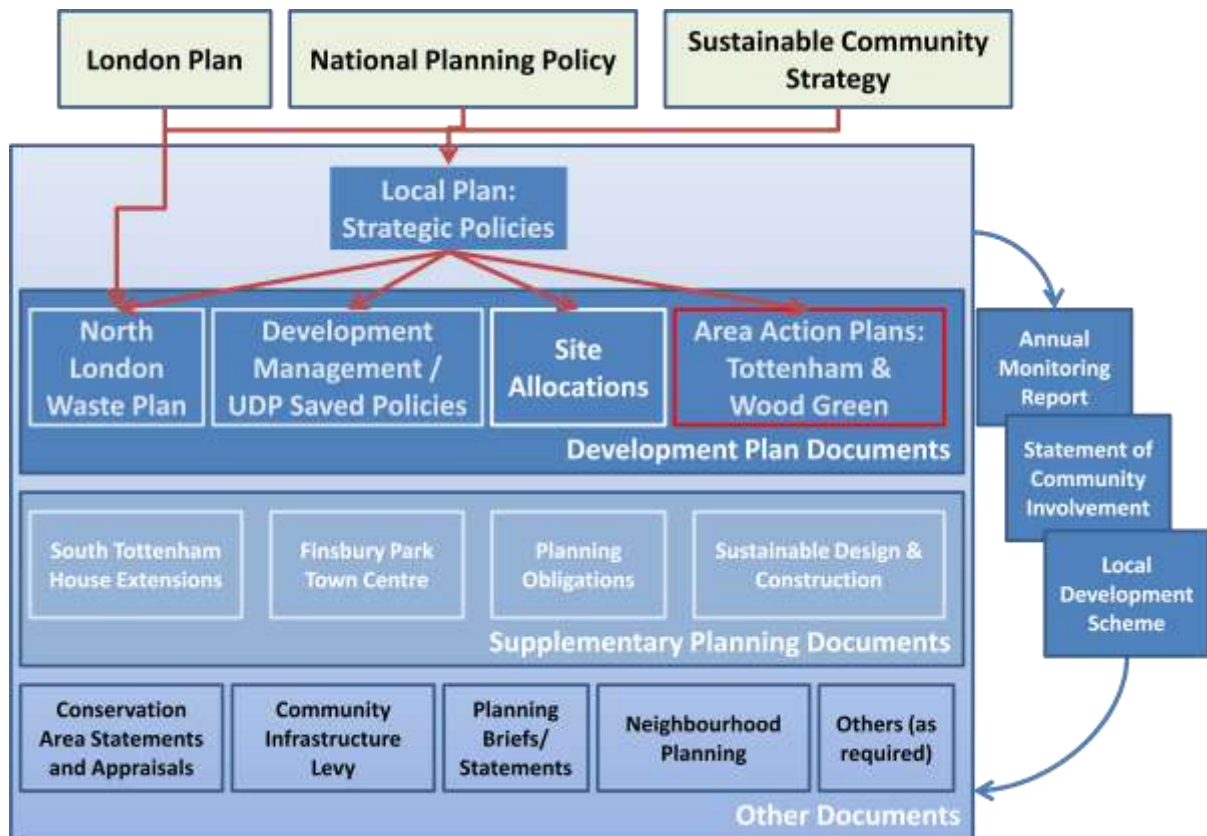 London Plan
National Planning Policy
Sustainable Community
Strategy
Local Plan:
Strategic Policies
North
London
Waste Plan
Development
Management /
UDP Saved Policies
Site
Allocations
Area Action Plans:
Tottenham &
Wood Green
Development Plan Documents
South Tottenham
House Extensions
Finsbury Park
Town Centre
Planning
Obligations
Sustainable Design &
Construction
Supplementary Planning Documents
Conservation
Area Statements
and Appraisals
Community
Infrastructure
Levy
Planning
Briefs/
Statements
Neighbourhood
Planning
Others (as
required)
Other Documents
Annual
Monitoring
Report
Statement of
Community
Involvement
Local
Development
Scheme